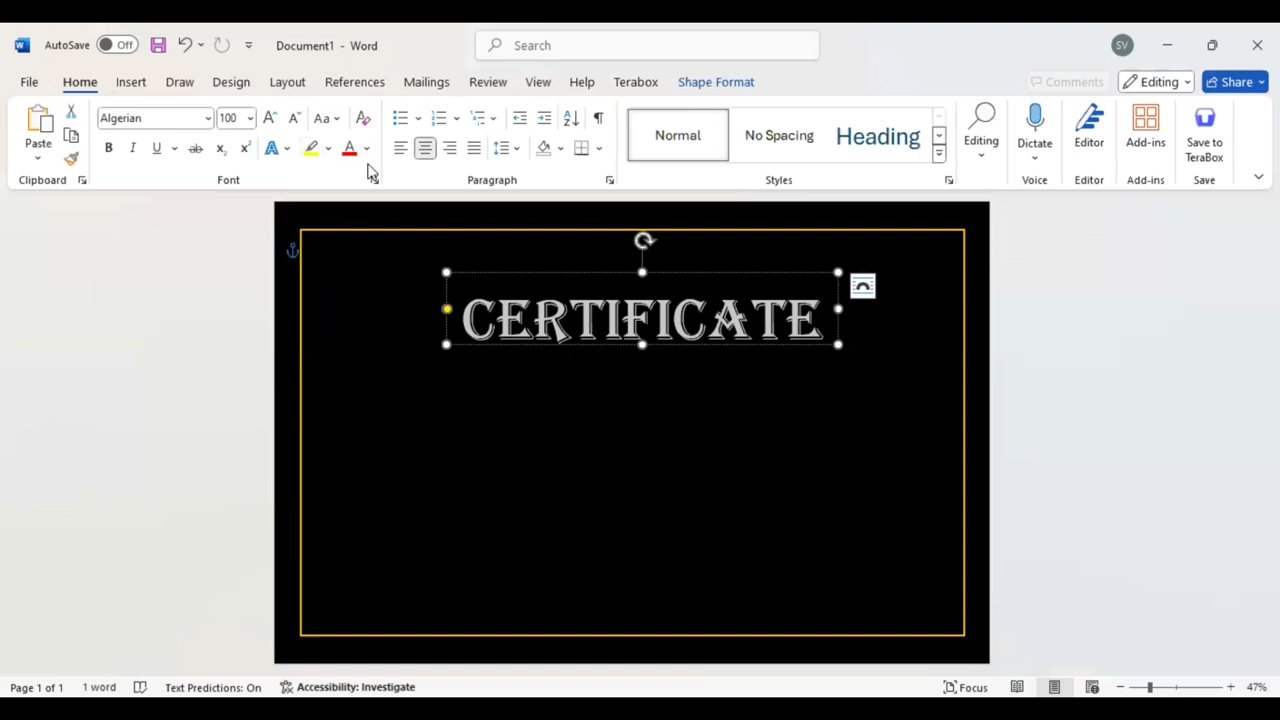 AutoSave Off Document1 - Word Search SV
File Home Insert Draw Design Layout References Mailings Review View Help Terabox Shape Format Comments Editing Share
Paste Algerian 100 Aa Normal No Spacing Heading Editing Dictate Editor Add-ins Save to TeraBox
Clipboard Font Paragraph Styles Voice Editor Add-ins Save
CERTIFICATE
Page 1 of 1 1 word Text Predictions: On Accessibility: Investigate Focus 47%